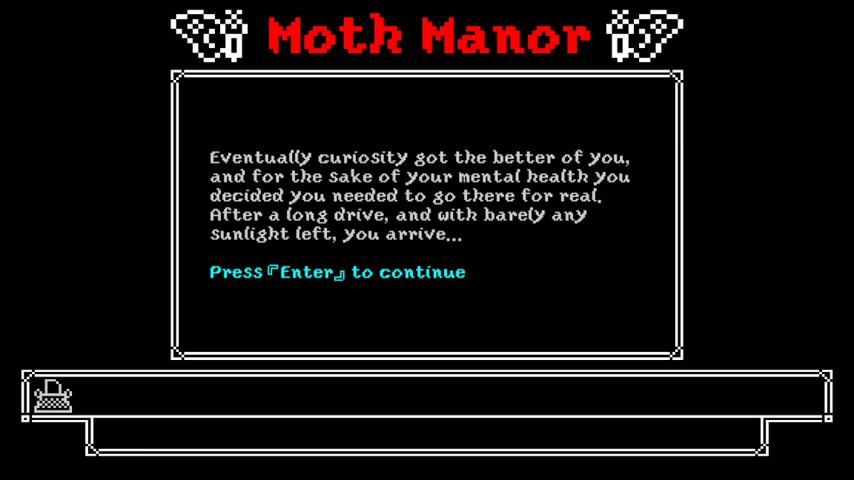 Moth Manor
Eventually curiosity got the better of you,
and for the sake of your mental health you
decided you needed to go there for real.
After a long drive, and with barely any
sunlight left, you arrive...
Press『Enter』to continue